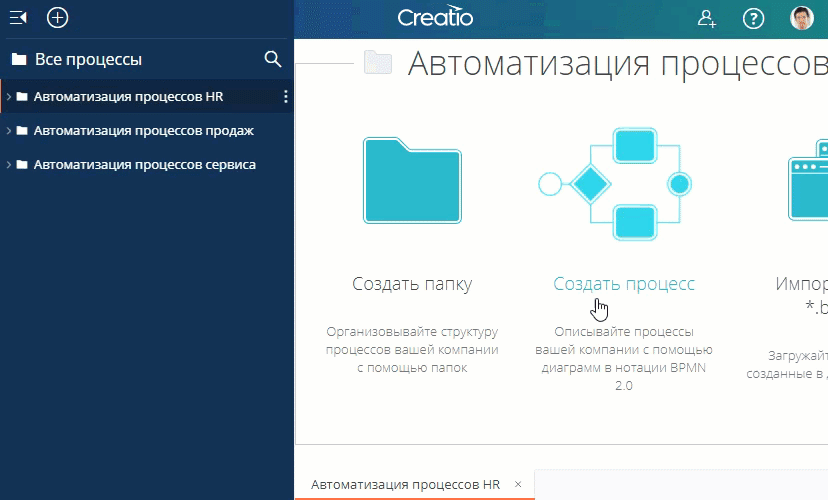 Creatio
Все процессы
Автоматизация процессов HR
Автоматизация процессов продаж
Автоматизация процессов сервиса
Автоматизация процессов
Создать папку
Организовывайте структуру
процессов вашей компании
с помощью папок
Создать процесс
Описывайте процессы
вашей компании с помощью
диаграмм в нотации BPMN
2.0
Импор
*.b
Загружайт
созданные в д
Автоматизация процессов HR